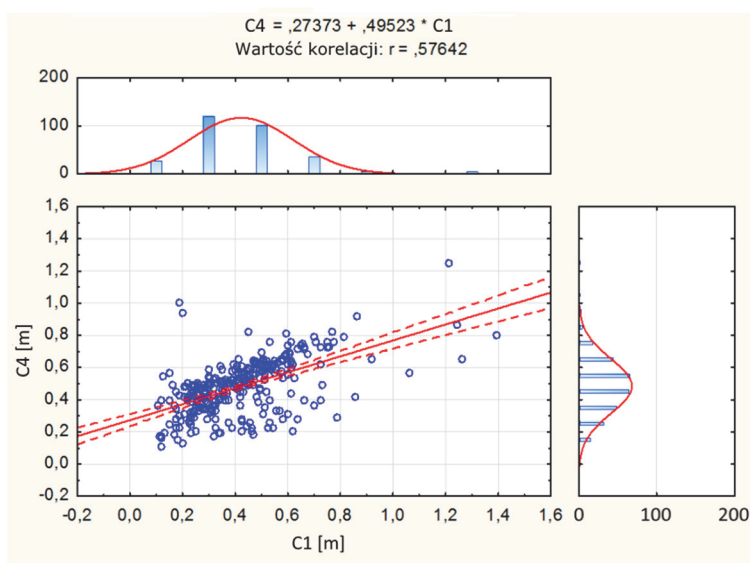 C4 = ,27373 + ,49523 * C1
Wartość korelacji: r = ,57642
200
100
0
1,6
1,4
1,2
1,0
0,8
0,6
0,4
0,2
0,0
-0,2
C4 [m]
-0,2 0,0 0,2 0,4 0,6 0,8 1,0 1,2 1,4 1,6
C1 [m]
0 100 200